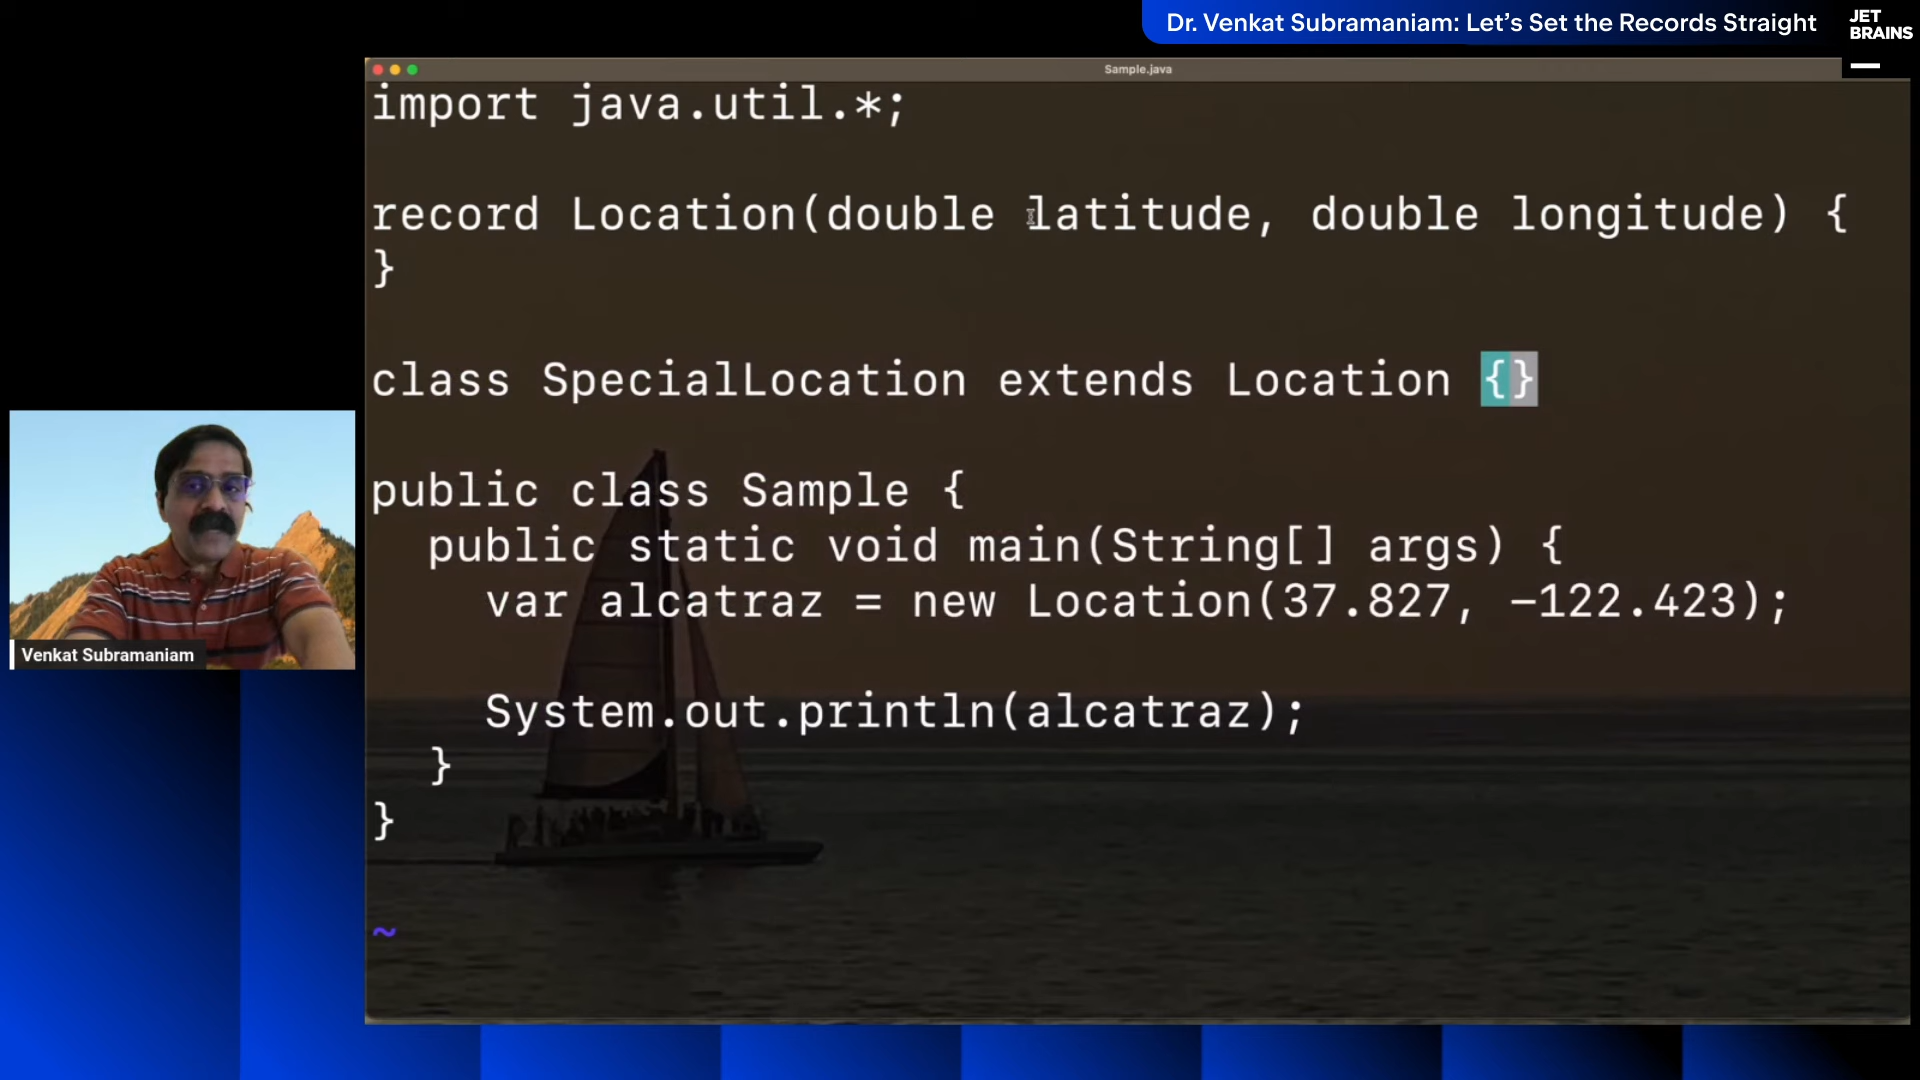 Dr. Venkat Subramaniam: Let’s Set the Records Straight
JET
BRAINS
Sample.java
import java.util.*;
record Location(double latitude, double longitude) {
}
class SpecialLocation extends Location {}
public class Sample {
  public static void main(String[] args) {
    var alcatraz = new Location(37.827, -122.423);
    System.out.println(alcatraz);
  }
}
~
Venkat Subramaniam